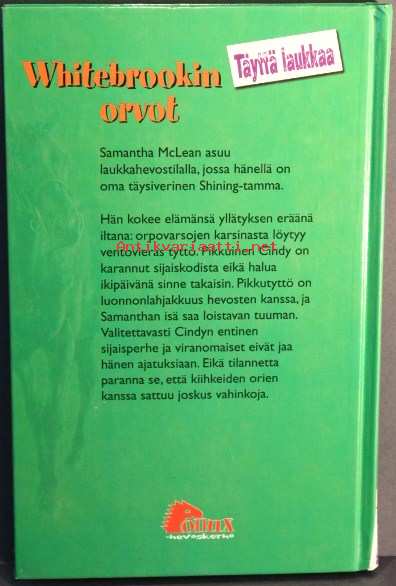 Whitebrookin
orvot
Täyttä laukkaa
Samantha McLean asuu
laukkahevostilalla, jossa hänellä on
oma täysiverinen Shining-tamma.
Hän kokee elämänsä yllätyksen eräänä
iltana: orpovarsojen karsinasta löytyy
ventovieras tyttö. Pikkuinen Cindy on
karannut sijaiskodista eikä halua
ikipäivänä sinne takaisin. Pikkutyttö on
luonnonlahjakkuus hevosten kanssa, ja
Samanthan isä saa loistavan tuuman.
Valitettavasti Cindyn entinen
sijaisperhe ja viranomaiset eivät jaa
hänen ajatuksiaan. Eikä tilannetta
paranna se, että kiihkeiden orien
kanssa sattuu joskus vahinkoja.
Antikvariaatti.net
OLLUX
-hevoskerho